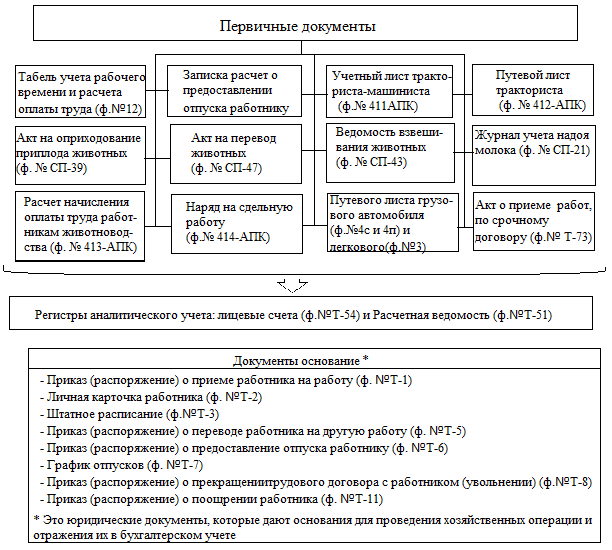 Первичные документы
Табель учета рабочего
времени и расчета
оплаты труда (ф.№12)
Записка расчет о
предоставлении
отпуска работнику
Учетный лист тракто-
риста-машиниста
(ф.№ 411АПК)
Путевой лист
тракториста
(ф. № 412-АПК)
Акт на оприходование
приплода животных
(ф. № СП-39)
Акт на перевод
животных
(ф. № СП-47)
Ведомость взвеши-
вания животных
(ф. № СП-43)
Журнал учета надоя
молока (ф. № СП-21)
Расчет начисления
оплаты труда работ-
никам животновод-
ства (ф. № 413-АПК)
Наряд на сдельную
работу
(ф.№ 414-АПК)
Путевого листа грузо-
вого автомобиля
(ф.№4с и 4п) и
легкового(ф.№3)
Акт о приеме работ,
по срочному
договору (ф.№ Т-73)
Регистры аналитического учета: лицевые счета (ф.№Т-54) и Расчетная ведомость (ф.№Т-51)
Документы основание *
- Приказ (распоряжение) о приеме работника на работу (ф. №Т-1)
- Личная карточка работника (ф. №Т-2)
- Штатное расписание (ф.№Т-3)
- Приказ (распоряжение) о переводе работника на другую работу (ф. №Т-5)
- Приказ (распоряжение) о предоставление отпуска работнику (ф. №Т-6)
- График отпусков (ф. №Т-7)
- Приказ (распоряжение) о прекращениитрудового договора с работником (увольнении) (ф.№Т-8)
- Приказ (распоряжение) о поощрении работника (ф. №Т-11)
* Это юридические документы, которые дают основания для проведения хозяйственных операции и
отражения их в бухгалтерском учете